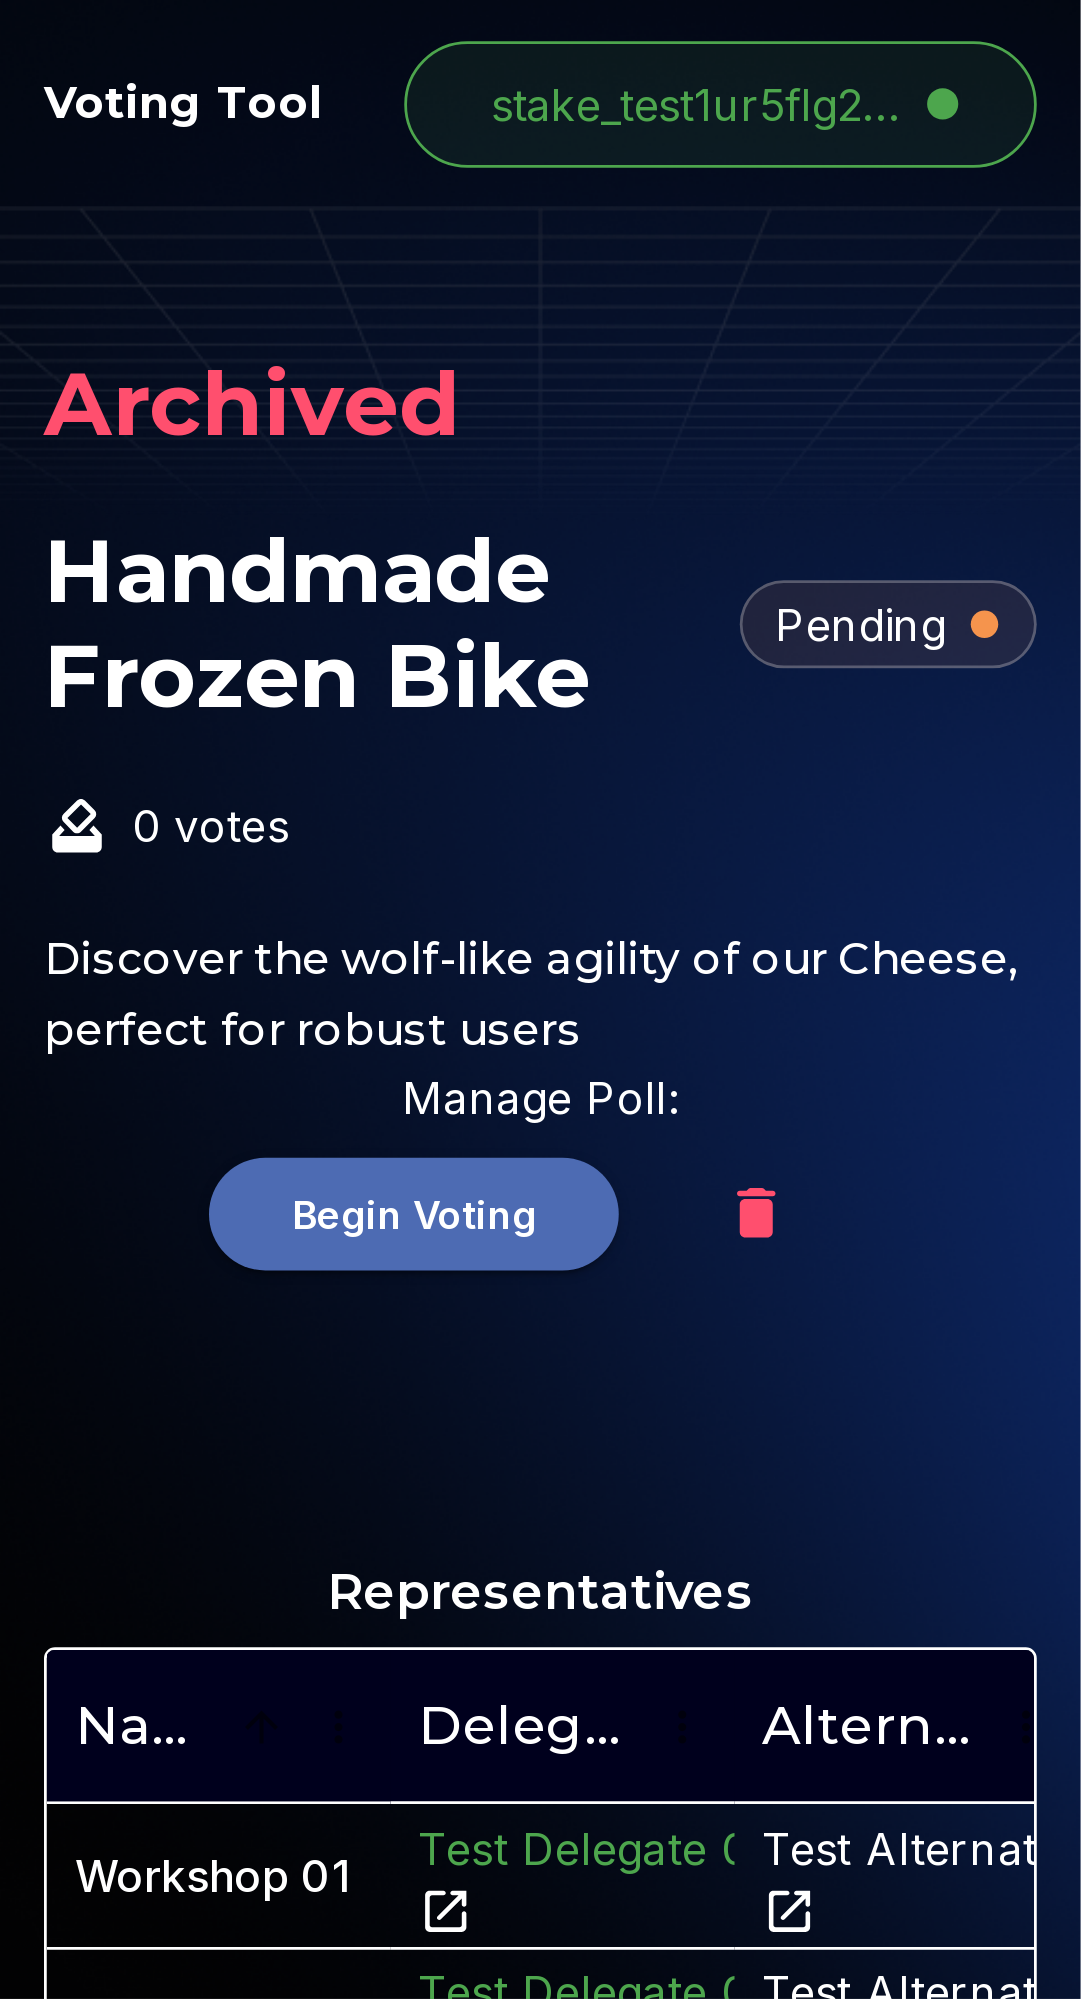 Voting Tool
stake_test1ur5flg2...
Archived
Handmade
Frozen Bike
Pending
0 votes
Discover the wolf-like agility of our Cheese,
perfect for robust users
Manage Poll:
Begin Voting
Representatives
Na... Deleg... Altern...
Test Delegate Test Alternat
Workshop 01
Test Delegate Test Alternat